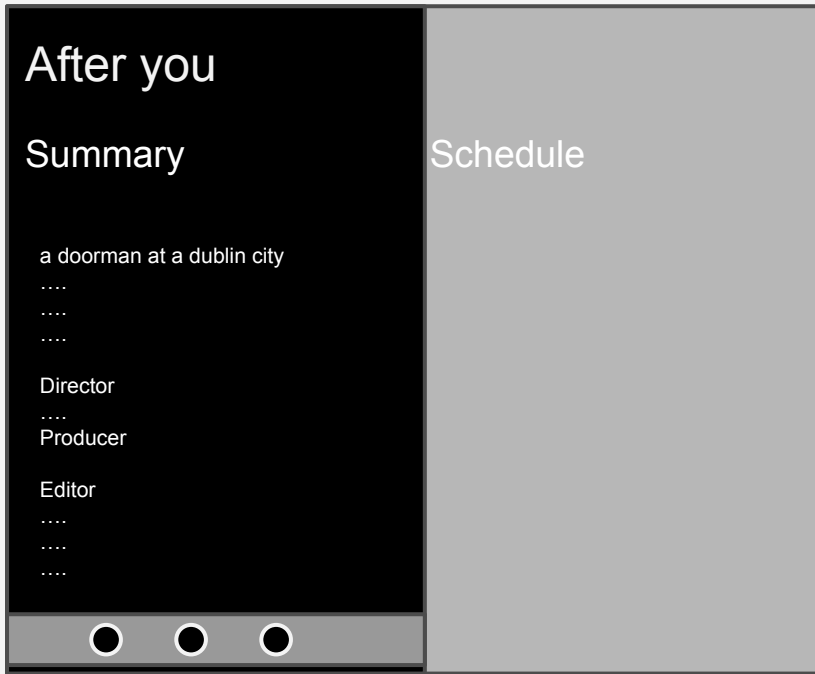 After you
Summary
Schedule
a doorman at a dublin city
....
....
....
Director
....
Producer
Editor
....
....
....